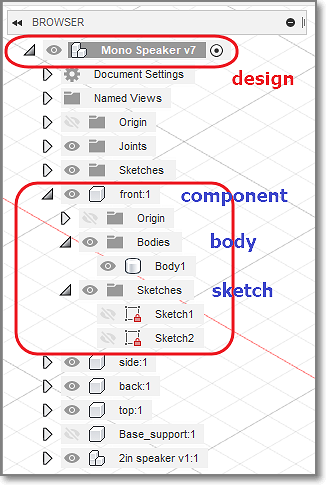 BROWSER
Mono Speaker v7
design
Document Settings
Named Views
Origin
Joints
Sketches
front:1
component
Origin
Bodies
body
Body1
Sketches
sketch
Sketch1
Sketch2
side:1
back:1
top:1
Base_support:1
2in speaker v1:1